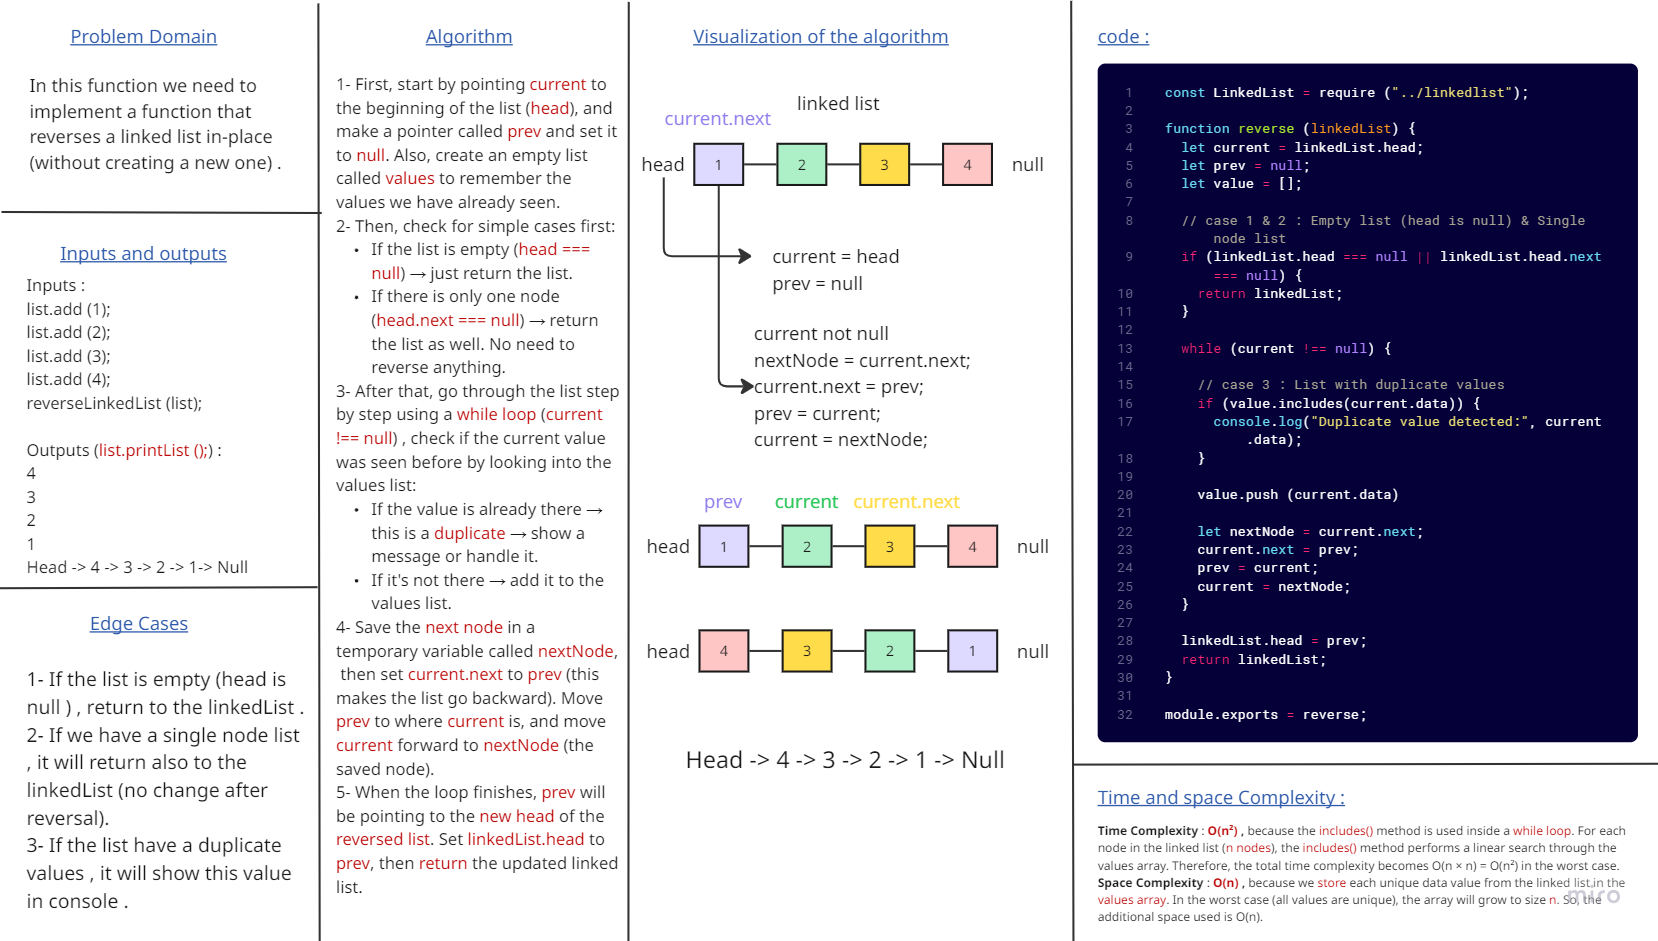 Problem Domain
In this function we need to
implement a function that
reverses a linked list in-place
(without creating a new one) .
Inputs and outputs
Inputs :
list.add (1);
list.add (2);
list.add (3);
list.add (4);
reverseLinkedList (list);
Outputs (list.printList ();) :
4
3
2
1
Head -> 4 -> 3 -> 2 -> 1-> Null
Edge Cases
1- If the list is empty (head is
null ) , return to the linkedList .
2- If we have a single node list
, it will return also to the
linkedList (no change after
reversal).
3- If the list have a duplicate
values , it will show this value
in console .
Algorithm
1- First, start by pointing current to
the beginning of the list (head), and
make a pointer called prev and set it
to null. Also, create an empty list
called values to remember the
values we have already seen.
2- Then, check for simple cases first:
• If the list is empty (head ===
null) → just return the list.
• If there is only one node
(head.next === null) → return
the list as well. No need to
reverse anything.
3- After that, go through the list step
by step using a while loop (current
!== null) , check if the current value
was seen before by looking into the
values list:
• If the value is already there →
this is a duplicate → show a
message or handle it.
• If it's not there → add it to the
values list.
4- Save the next node in a
temporary variable called nextNode,
then set current.next to prev (this
makes the list go backward). Move
prev to where current is, and move
current forward to nextNode (the
saved node).
5- When the loop finishes, prev will
be pointing to the new head of the
reversed list. Set linkedList.head to
prev, then return the updated linked
list.
Visualization of the algorithm
linked list
current.next
head 1 2 3 4 null
current = head
prev = null
current not null
nextNode = current.next;
current.next = prev;
prev = current;
current = nextNode;
prev current current.next
head 1 2 3 4 null
head 4 3 2 1 null
Head -> 4 -> 3 -> 2 -> 1 -> Null
code :
1 const LinkedList = require ("../linkedlist");
2
3 function reverse (linkedList) {
4 let current = linkedList.head;
5 let prev = null;
6 let value = [];
7
8 // case 1 & 2 : Empty list (head is null) & Single
node list
9 if (linkedList.head === null || linkedList.head.next
=== null) {
10 return linkedList;
11 }
12
13 while (current !== null) {
14
15 // case 3 : List with duplicate values
16 if (value.includes(current.data)) {
17 console.log("Duplicate value detected:", current
.data);
18 }
19
20 value.push (current.data)
21
22 let nextNode = current.next;
23 current.next = prev;
24 prev = current;
25 current = nextNode;
26 }
27
28 linkedList.head = prev;
29 return linkedList;
30 }
31
32 module.exports = reverse;
Time and space Complexity :
Time Complexity : O(n²) , because the includes() method is used inside a while loop. For each
node in the linked list (n nodes), the includes() method performs a linear search through the
values array. Therefore, the total time complexity becomes O(n × n) = O(n²) in the worst case.
Space Complexity : O(n) , because we store each unique data value from the linked list in the
values array. In the worst case (all values are unique), the array will grow to size n. So, the
additional space used is O(n).
miro